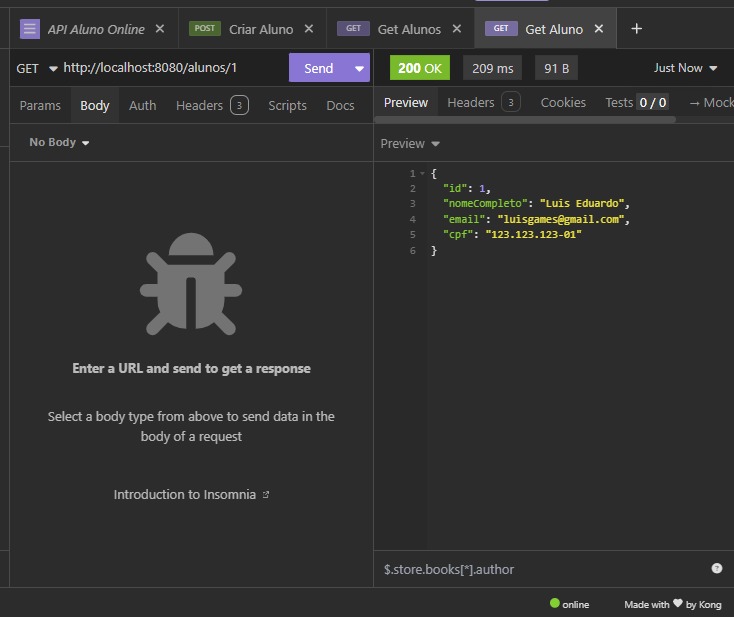 API Aluno Online
POST Criar Aluno
GET Get Alunos
GET Get Aluno
GET http://localhost:8080/alunos/1 Send
200 OK 209 ms 91 B Just Now
Params Body Auth Headers 3 Scripts Docs
Preview Headers 3 Cookies Tests 0 / 0 → Mock
No Body
Preview
1 {
2 "id": 1,
3 "nomeCompleto": "Luis Eduardo",
4 "email": "luisgames@gmail.com",
5 "cpf": "123.123.123-01"
6 }
Enter a URL and send to get a response
Select a body type from above to send data in the
body of a request
Introduction to Insomnia
$.store.books[*].author
online Made with ♥ by Kong